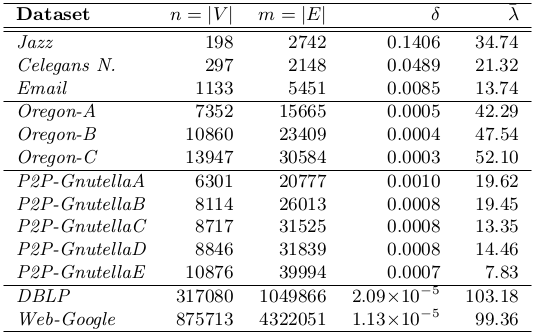 Dataset n = |V| m = |E| δ λ̄
Jazz 198 2742 0.1406 34.74
Celegans N. 297 2148 0.0489 21.32
Email 1133 5451 0.0085 13.74
Oregon-A 7352 15665 0.0005 42.29
Oregon-B 10860 23409 0.0004 47.54
Oregon-C 13947 30584 0.0003 52.10
P2P-GnutellaA 6301 20777 0.0010 19.62
P2P-GnutellaB 8114 26013 0.0008 19.45
P2P-GnutellaC 8717 31525 0.0008 13.35
P2P-GnutellaD 8846 31839 0.0008 14.46
P2P-GnutellaE 10876 39994 0.0007 7.83
DBLP 317080 1049866 2.09×10⁻⁵ 103.18
Web-Google 875713 4322051 1.13×10⁻⁵ 99.36